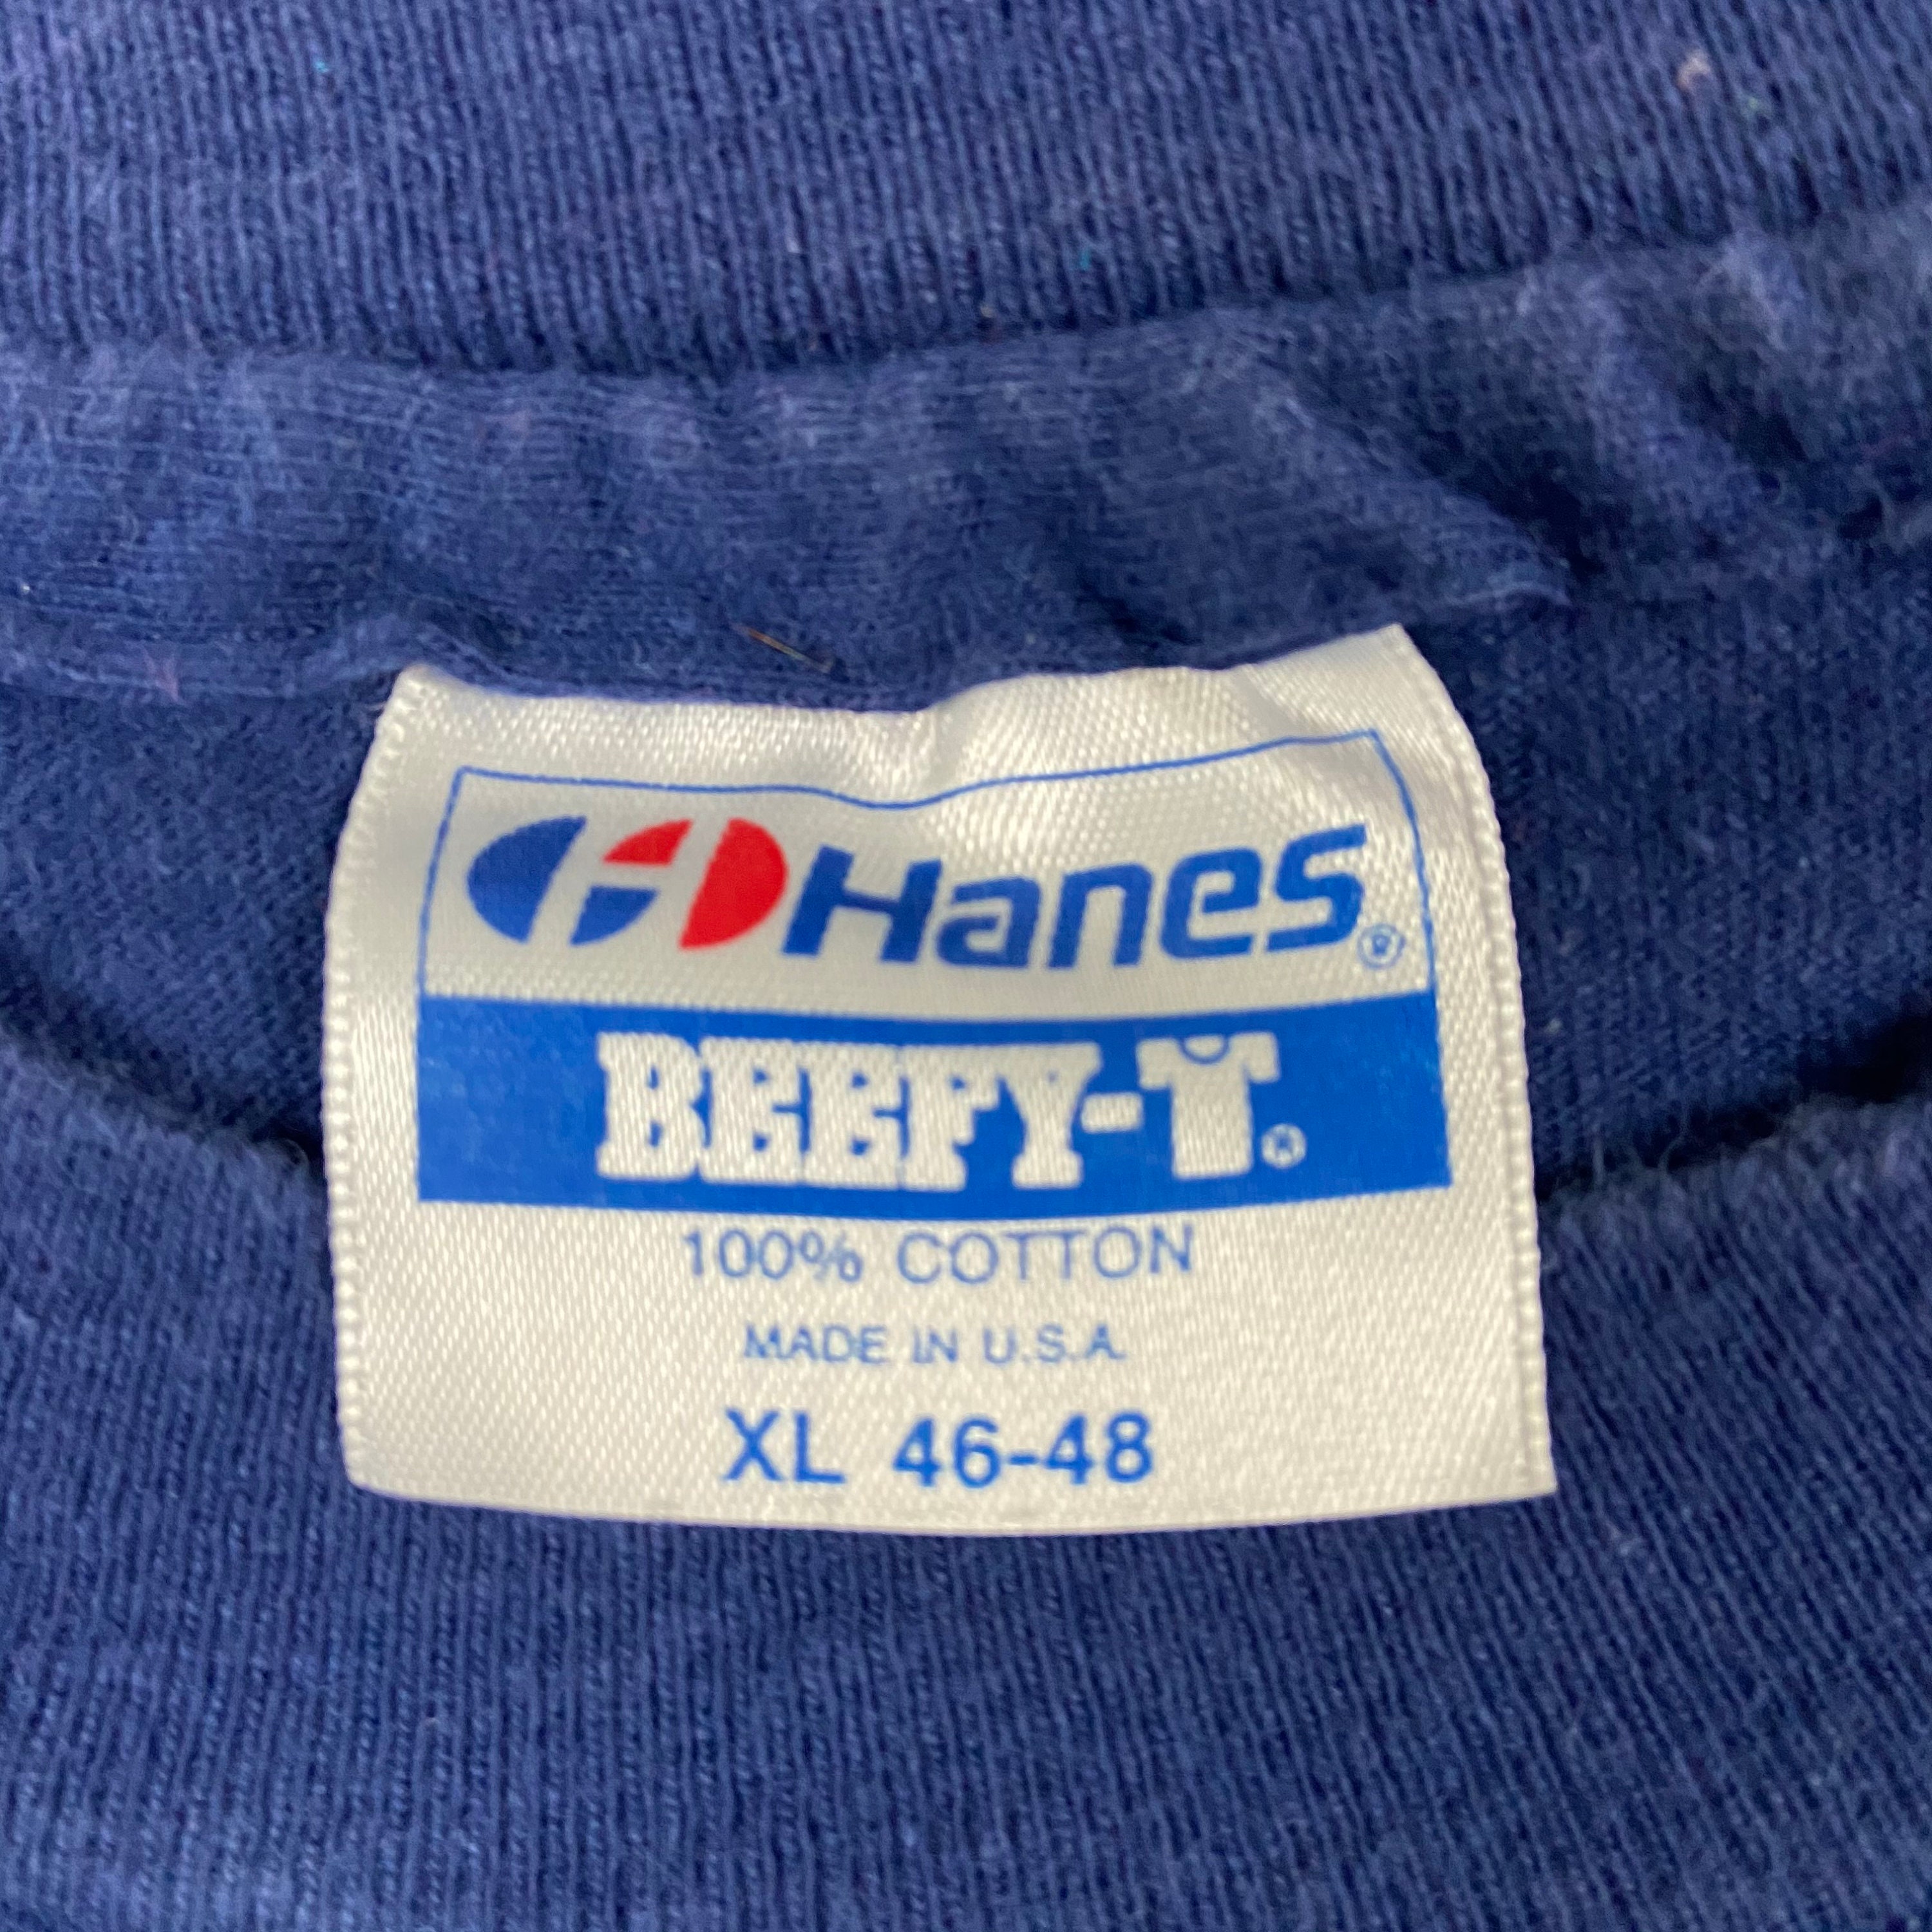 Hanes®
BEEFY-T®
100% COTTON
MADE IN U.S.A.
XL 46-48